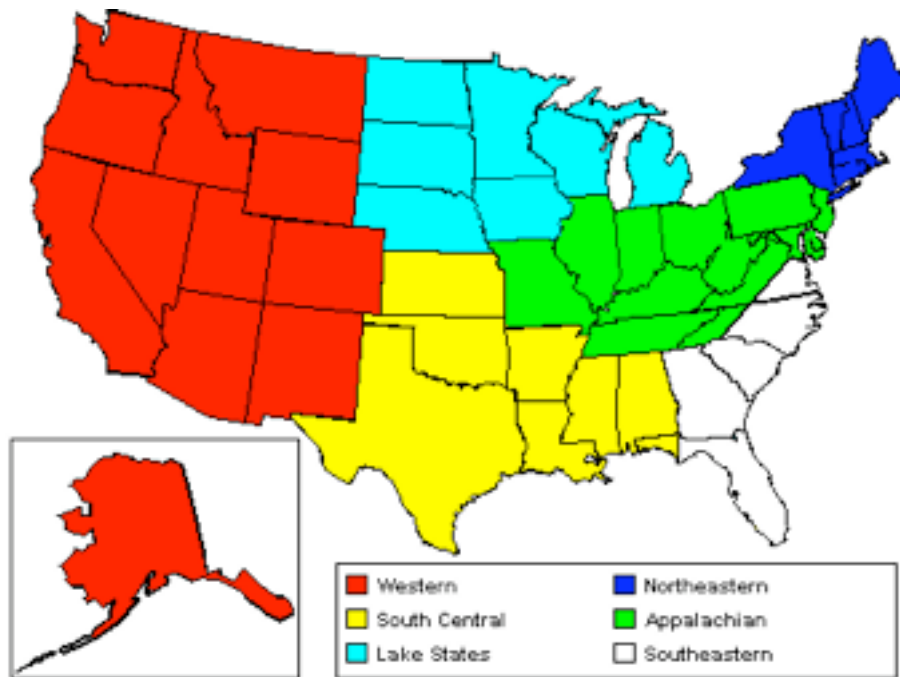 Western
Northeastern
South Central
Appalachian
Lake States
Southeastern